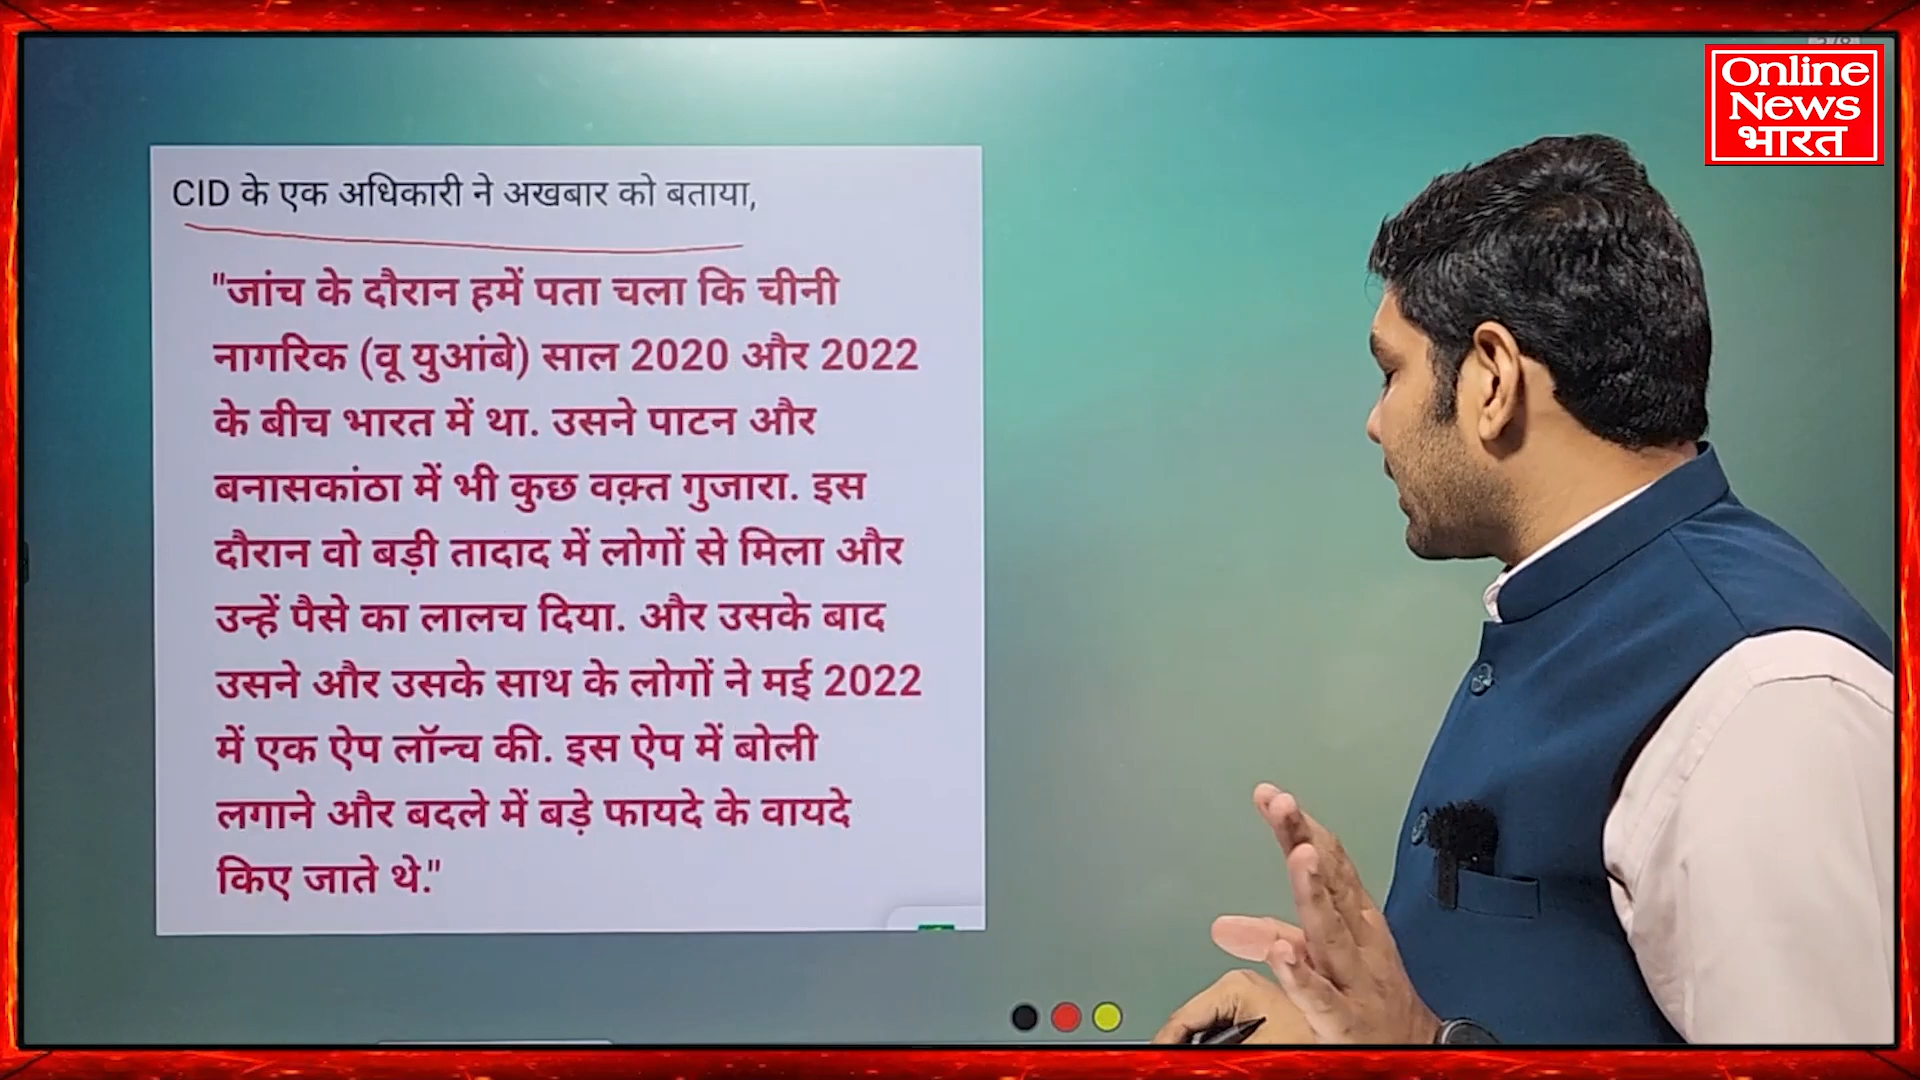 Online
News
भारत
CID के एक अधिकारी ने अखबार को बताया,
"जांच के दौरान हमें पता चला कि चीनी
नागरिक (वू युआंबे) साल 2020 और 2022
के बीच भारत में था. उसने पाटन और
बनासकांठा में भी कुछ वक़्त गुजारा. इस
दौरान वो बड़ी तादाद में लोगों से मिला और
उन्हें पैसे का लालच दिया. और उसके बाद
उसने और उसके साथ के लोगों ने मई 2022
में एक ऐप लॉन्च की. इस ऐप में बोली
लगाने और बदले में बड़े फायदे के वायदे
किए जाते थे."